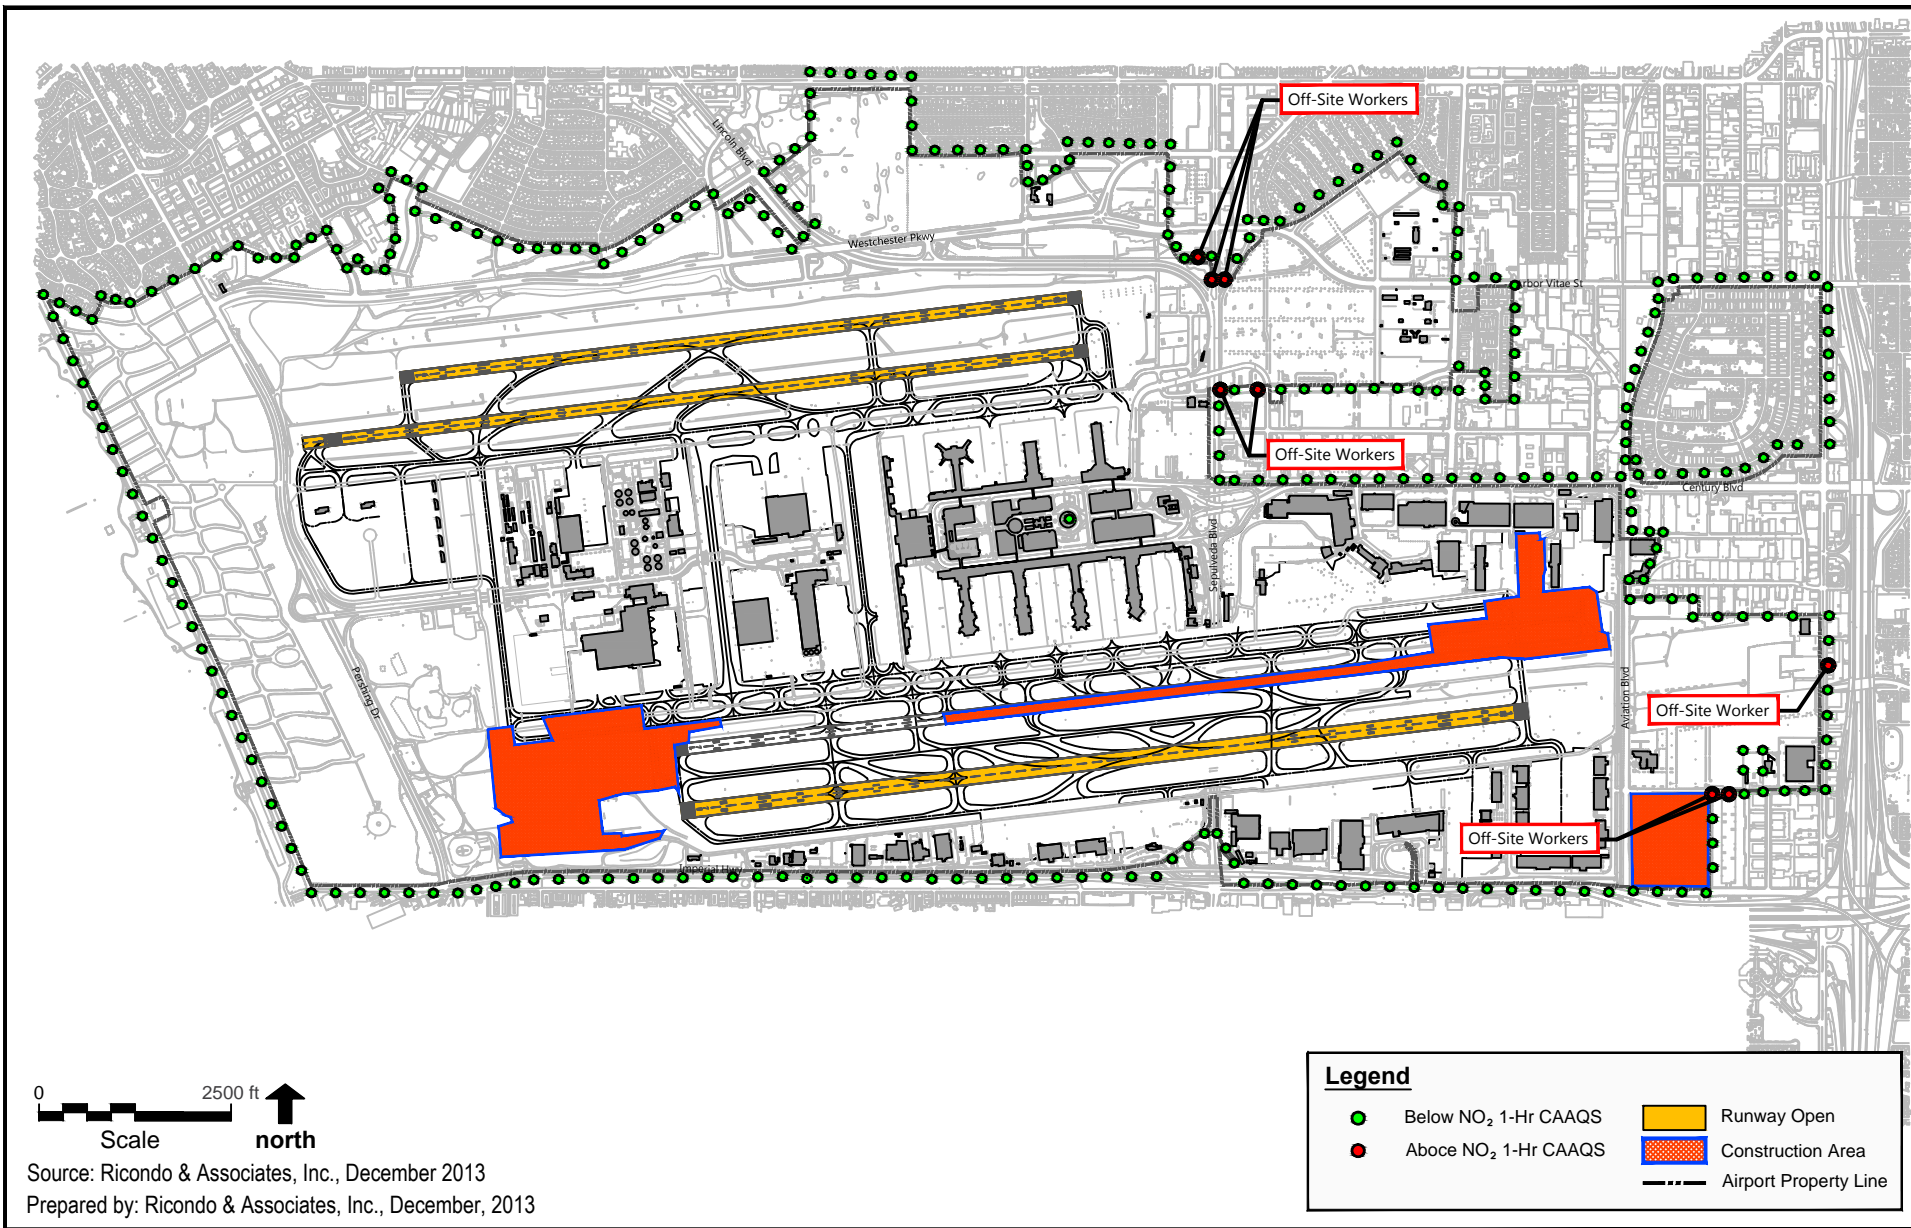 Off-Site Workers
Lincoln Blvd
Westchester Pkwy
Arbor Vitae St
Off-Site Workers
Century Blvd
Sepulveda Blvd
Pershing Dr
Aviation Blvd
Off-Site Worker
Off-Site Workers
Imperial Hwy
0 2500 ft
Scale
north
Source: Ricondo & Associates, Inc., December 2013
Prepared by: Ricondo & Associates, Inc., December, 2013
Legend
Below NO₂ 1-Hr CAAQS
Aboce NO₂ 1-Hr CAAQS
Runway Open
Construction Area
Airport Property Line